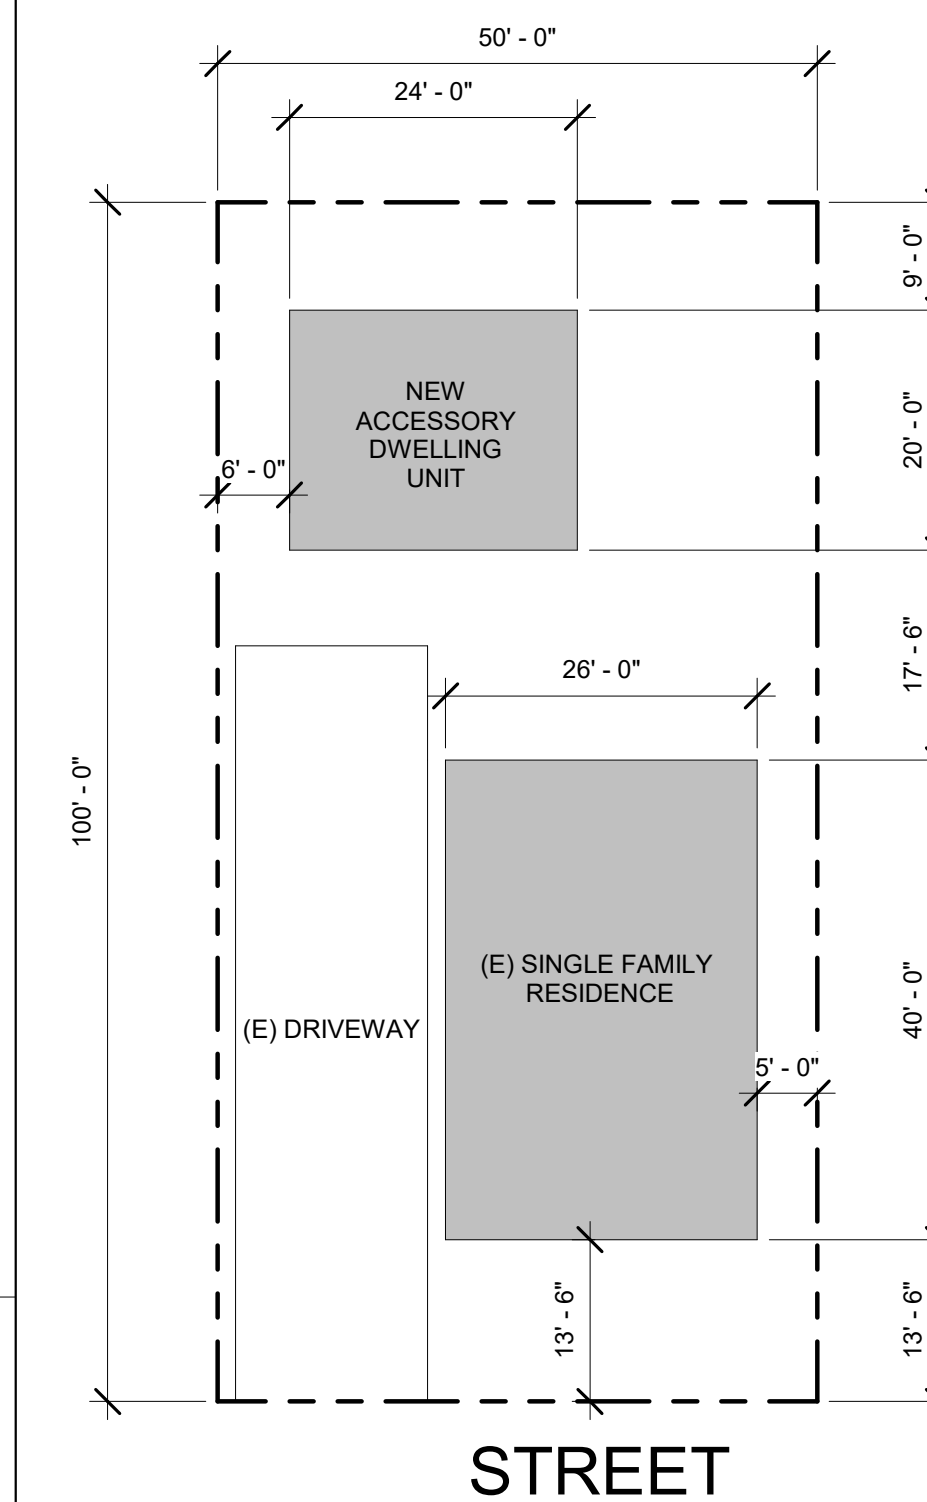 50' - 0"
24' - 0"
9' - 0"
NEW
ACCESSORY
DWELLING
UNIT
20' - 0"
6' - 0"
17' - 6"
26' - 0"
100' - 0"
(E) SINGLE FAMILY
RESIDENCE
40' - 0"
(E) DRIVEWAY
5' - 0"
13' - 6"
13' - 6"
STREET